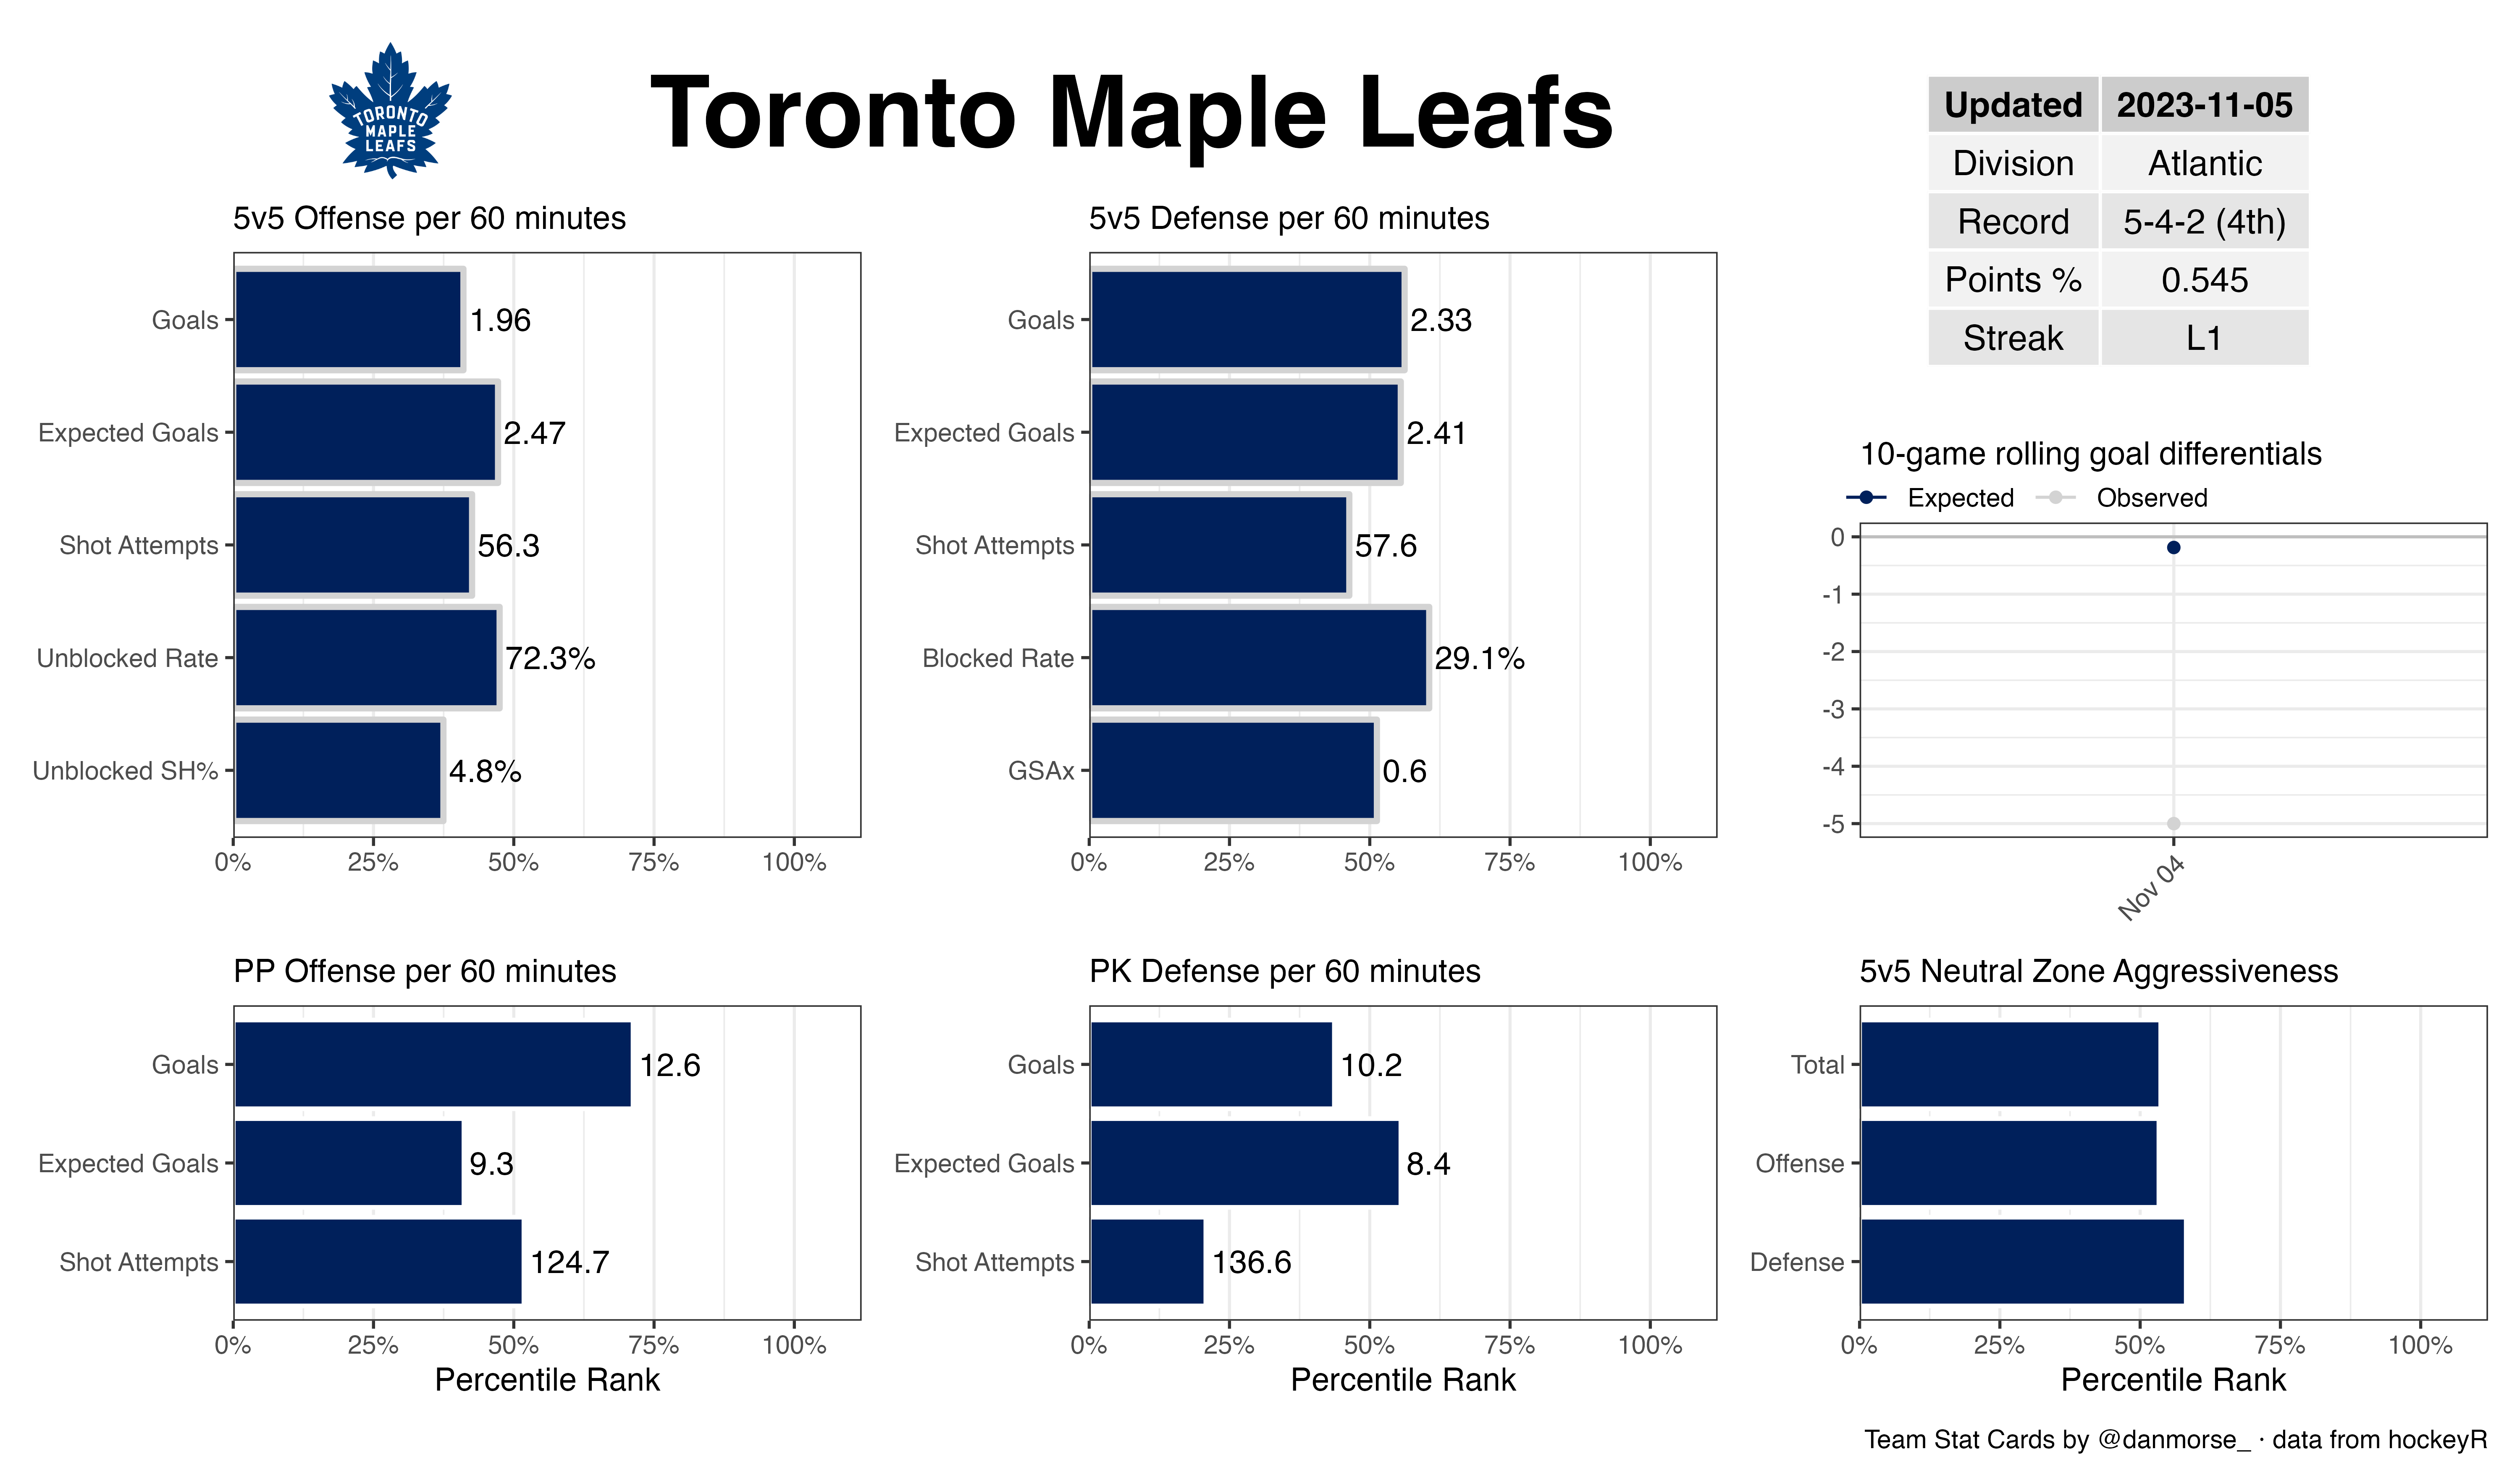 TORONTO
MAPLE
LEAFS
Toronto Maple Leafs
Updated 2023-11-05
Division Atlantic
Record 5-4-2 (4th)
Points % 0.545
Streak L1
5v5 Offense per 60 minutes
Goals 1.96
Expected Goals 2.47
Shot Attempts 56.3
Unblocked Rate 72.3%
Unblocked SH% 4.8%
0% 25% 50% 75% 100%
5v5 Defense per 60 minutes
Goals 2.33
Expected Goals 2.41
Shot Attempts 57.6
Blocked Rate 29.1%
GSAx 0.6
0% 25% 50% 75% 100%
10-game rolling goal differentials
Expected Observed
0
-1
-2
-3
-4
-5
Nov 04
PP Offense per 60 minutes
Goals 12.6
Expected Goals 9.3
Shot Attempts 124.7
0% 25% 50% 75% 100%
Percentile Rank
PK Defense per 60 minutes
Goals 10.2
Expected Goals 8.4
Shot Attempts 136.6
0% 25% 50% 75% 100%
Percentile Rank
5v5 Neutral Zone Aggressiveness
Total
Offense
Defense
0% 25% 50% 75% 100%
Percentile Rank
Team Stat Cards by @danmorse_ · data from hockeyR